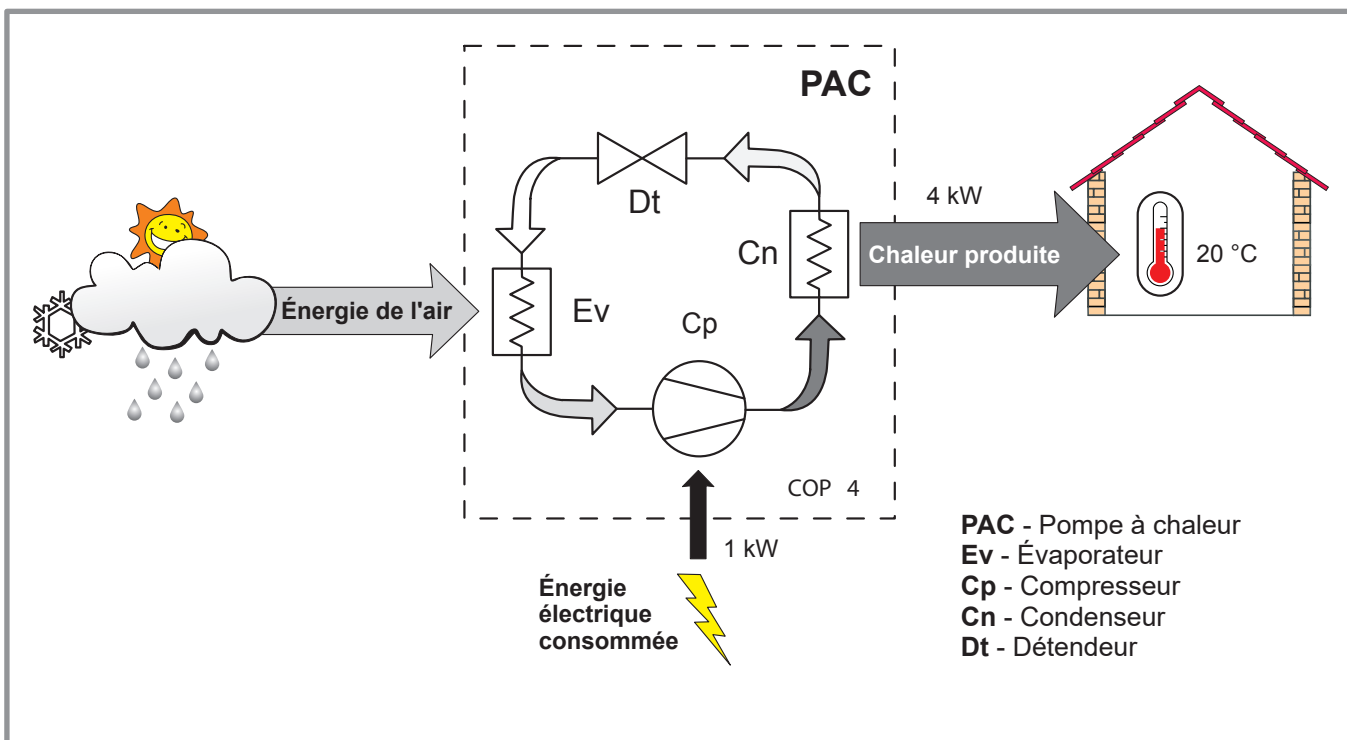 PAC
Dt
4 kW
Cn
Chaleur produite
20 °C
Énergie de l'air
Ev
Cp
COP 4
1 kW
Énergie
électrique
consommée
PAC - Pompe à chaleur
Ev - Évaporateur
Cp - Compresseur
Cn - Condenseur
Dt - Détendeur